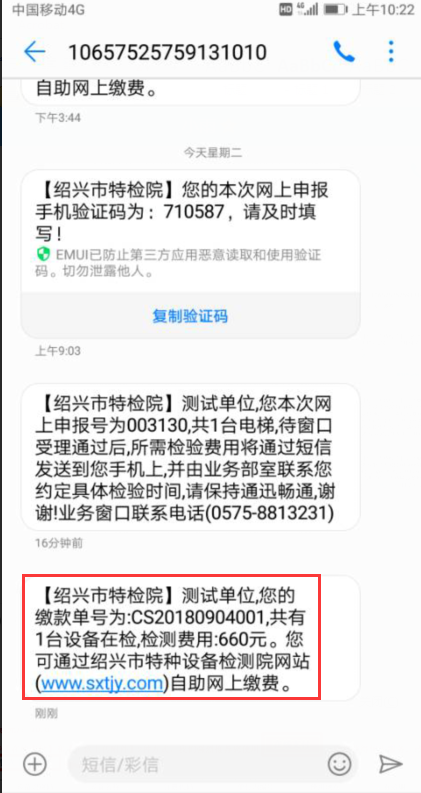 中国移动4G
HD 4G 上午10:22
10657525759131010
自助网上缴费。
下午3:44
今天星期二
【绍兴市特检院】您的本次网上申报
手机验证码为：710587，请及时填
写！
EMUI已防止第三方应用恶意读取和使用验证
码。切勿泄露他人。
复制验证码
上午9:03
【绍兴市特检院】测试单位,您本次网
上申报号为003130,共1台电梯,待窗口
受理通过后,所需检验费用将通过短信
发送到您手机上,并由业务部室联系您
约定具体检验时间,请保持通迅畅通,谢
谢!业务窗口联系电话(0575-8813231)
16分钟前
【绍兴市特检院】测试单位,您的
缴款单号为:CS20180904001,共有
1台设备在检,检测费用:660元。您
可通过绍兴市特种设备检测院网站
(www.sxtjy.com)自助网上缴费。
刚刚
短信/彩信